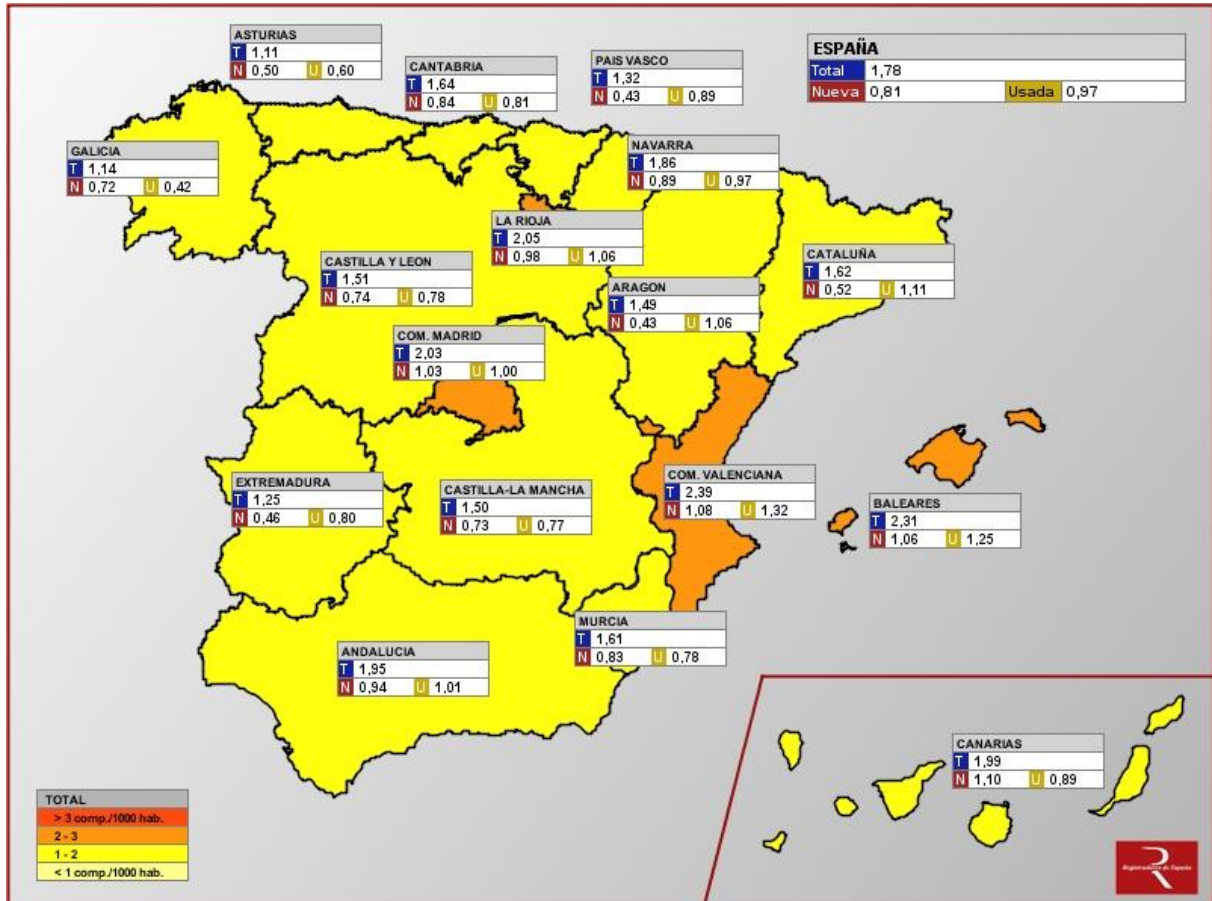 ASTURIAS
T 1,11
N 0,50 U 0,60
CANTABRIA
T 1,64
N 0,84 U 0,81
PAIS VASCO
T 1,32
N 0,43 U 0,89
ESPAÑA
Total 1,78
Nueva 0,81 Usada 0,97
GALICIA
T 1,14
N 0,72 U 0,42
NAVARRA
T 1,86
N 0,89 U 0,97
LA RIOJA
T 2,05
N 0,98 U 1,06
CASTILLA Y LEON
T 1,51
N 0,74 U 0,78
ARAGON
T 1,49
N 0,43 U 1,06
CATALUÑA
T 1,62
N 0,52 U 1,11
COM. MADRID
T 2,03
N 1,03 U 1,00
EXTREMADURA
T 1,25
N 0,46 U 0,80
CASTILLA-LA MANCHA
T 1,50
N 0,73 U 0,77
COM. VALENCIANA
T 2,39
N 1,08 U 1,32
BALEARES
T 2,31
N 1,06 U 1,25
MURCIA
T 1,61
N 0,83 U 0,78
ANDALUCIA
T 1,95
N 0,94 U 1,01
CANARIAS
T 1,99
N 1,10 U 0,89
TOTAL
> 3 comp./1000 hab.
2 - 3
1 - 2
< 1 comp./1000 hab.
R
Registradores de España